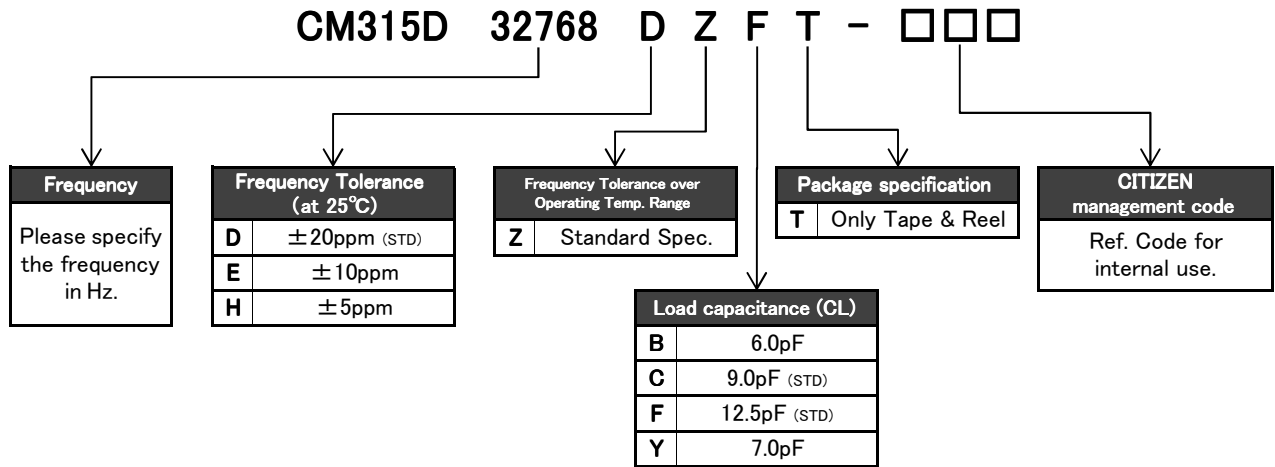 CM315D 32768 D Z F T - □□□
Frequency
Please specify
the frequency
in Hz.
Frequency Tolerance
(at 25℃)
D ±20ppm (STD)
E ±10ppm
H ±5ppm
Frequency Tolerance over
Operating Temp. Range
Z Standard Spec.
Package specification
T Only Tape & Reel
CITIZEN
management code
Ref. Code for
internal use.
Load capacitance (CL)
B 6.0pF
C 9.0pF (STD)
F 12.5pF (STD)
Y 7.0pF